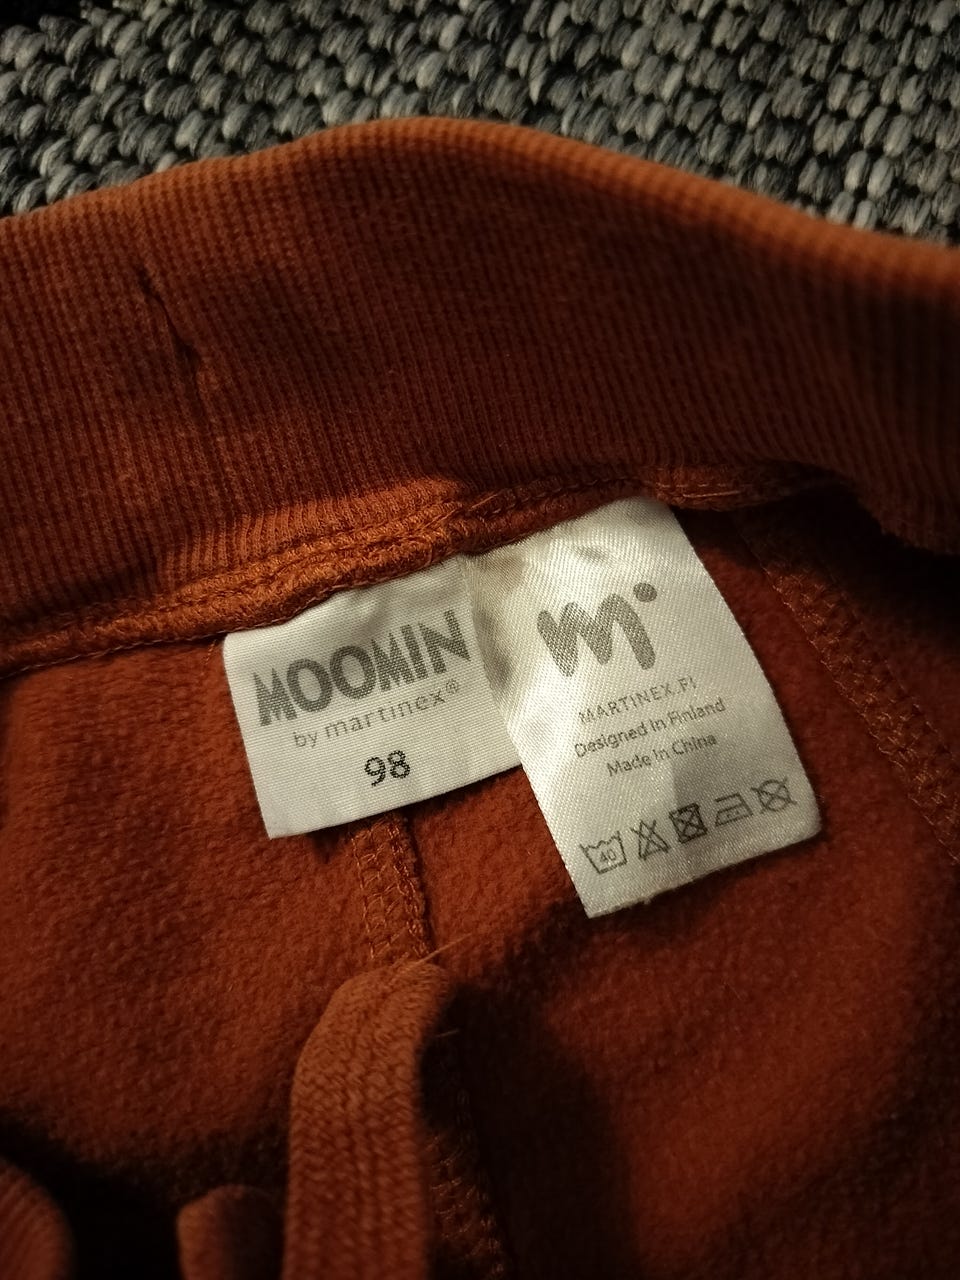 MOOMIN
by martinex®
98
m
MARTINEX.FI
Designed in Finland
Made in China
40